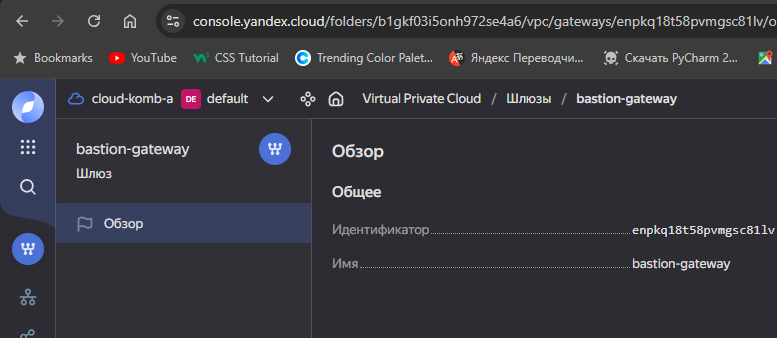 console.yandex.cloud/folders/b1gkf03i5onh972se4a6/vpc/gateways/enpkq18t58pvmgsc81lv/o
Bookmarks YouTube CSS Tutorial Trending Color Palet... Яндекс Переводчи... Скачать PyCharm 2...
cloud-komb-a DE default Virtual Private Cloud / Шлюзы / bastion-gateway
bastion-gateway
Шлюз
Обзор
Обзор
Общее
Идентификатор enpkq18t58pvmgsc81lv
Имя bastion-gateway